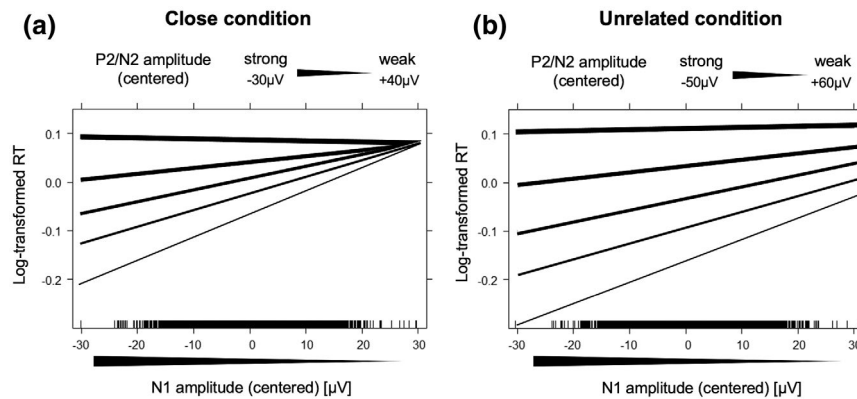 (a) Close condition
P2/N2 amplitude (centered) strong -30µV weak +40µV
Log-transformed RT
0.1
0.0
-0.1
-0.2
-30 -20 -10 0 10 20 30
N1 amplitude (centered) [µV]
(b) Unrelated condition
P2/N2 amplitude (centered) strong -50µV weak +60µV
Log-transformed RT
0.1
0.0
-0.1
-0.2
-30 -20 -10 0 10 20 30
N1 amplitude (centered) [µV]